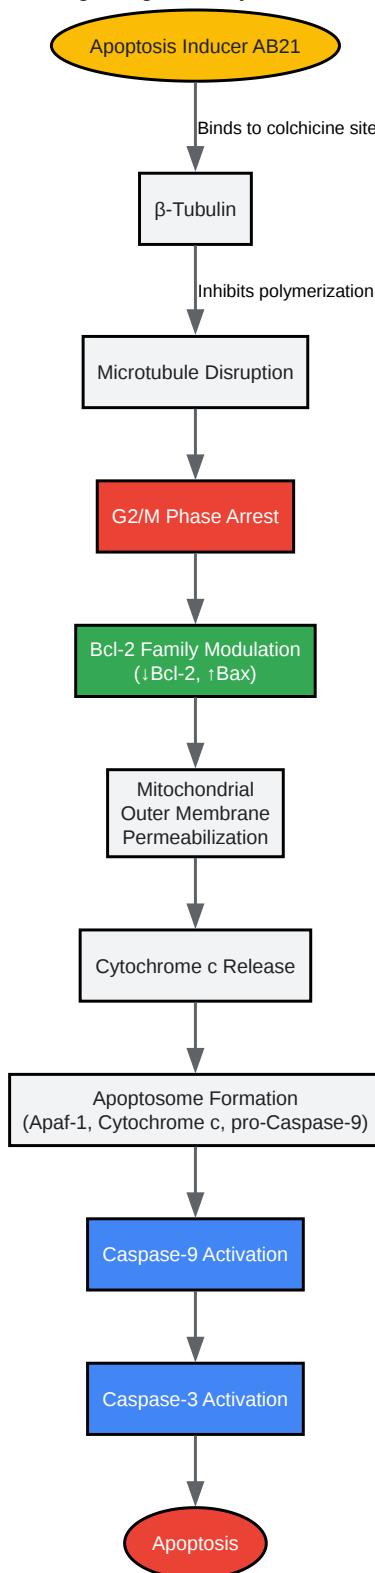 Apoptosis Inducer AB21
Binds to colchicine site
β-Tubulin
Inhibits polymerization
Microtubule Disruption
G2/M Phase Arrest
Bcl-2 Family Modulation
(↓Bcl-2, ↑Bax)
Mitochondrial
Outer Membrane
Permeabilization
Cytochrome c Release
Apoptosome Formation
(Apaf-1, Cytochrome c, pro-Caspase-9)
Caspase-9 Activation
Caspase-3 Activation
Apoptosis